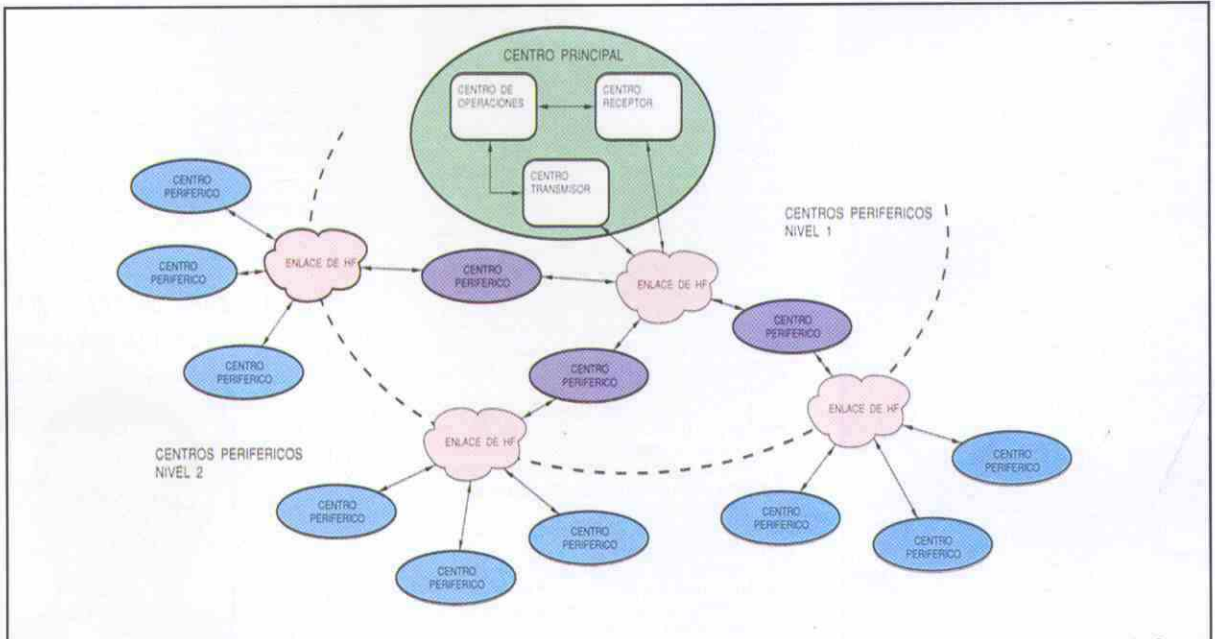 CENTRO PRINCIPAL
CENTRO DE
OPERACIONES
CENTRO
RECEPTOR
CENTRO
TRANSMISOR
CENTRO
PERIFERICO
CENTROS PERIFERICOS
NIVEL 1
CENTRO
PERIFERICO
ENLACE DE HF
CENTRO
PERIFERICO
ENLACE DE HF
CENTRO
PERIFERICO
CENTRO
PERIFERICO
CENTRO
PERIFERICO
ENLACE DE HF
ENLACE DE HF
CENTROS PERIFERICOS
NIVEL 2
CENTRO
PERIFERICO
CENTRO
PERIFERICO
CENTRO
PERIFERICO
CENTRO
PERIFERICO
CENTRO
PERIFERICO
CENTRO
PERIFERICO
CENTRO
PERIFERICO